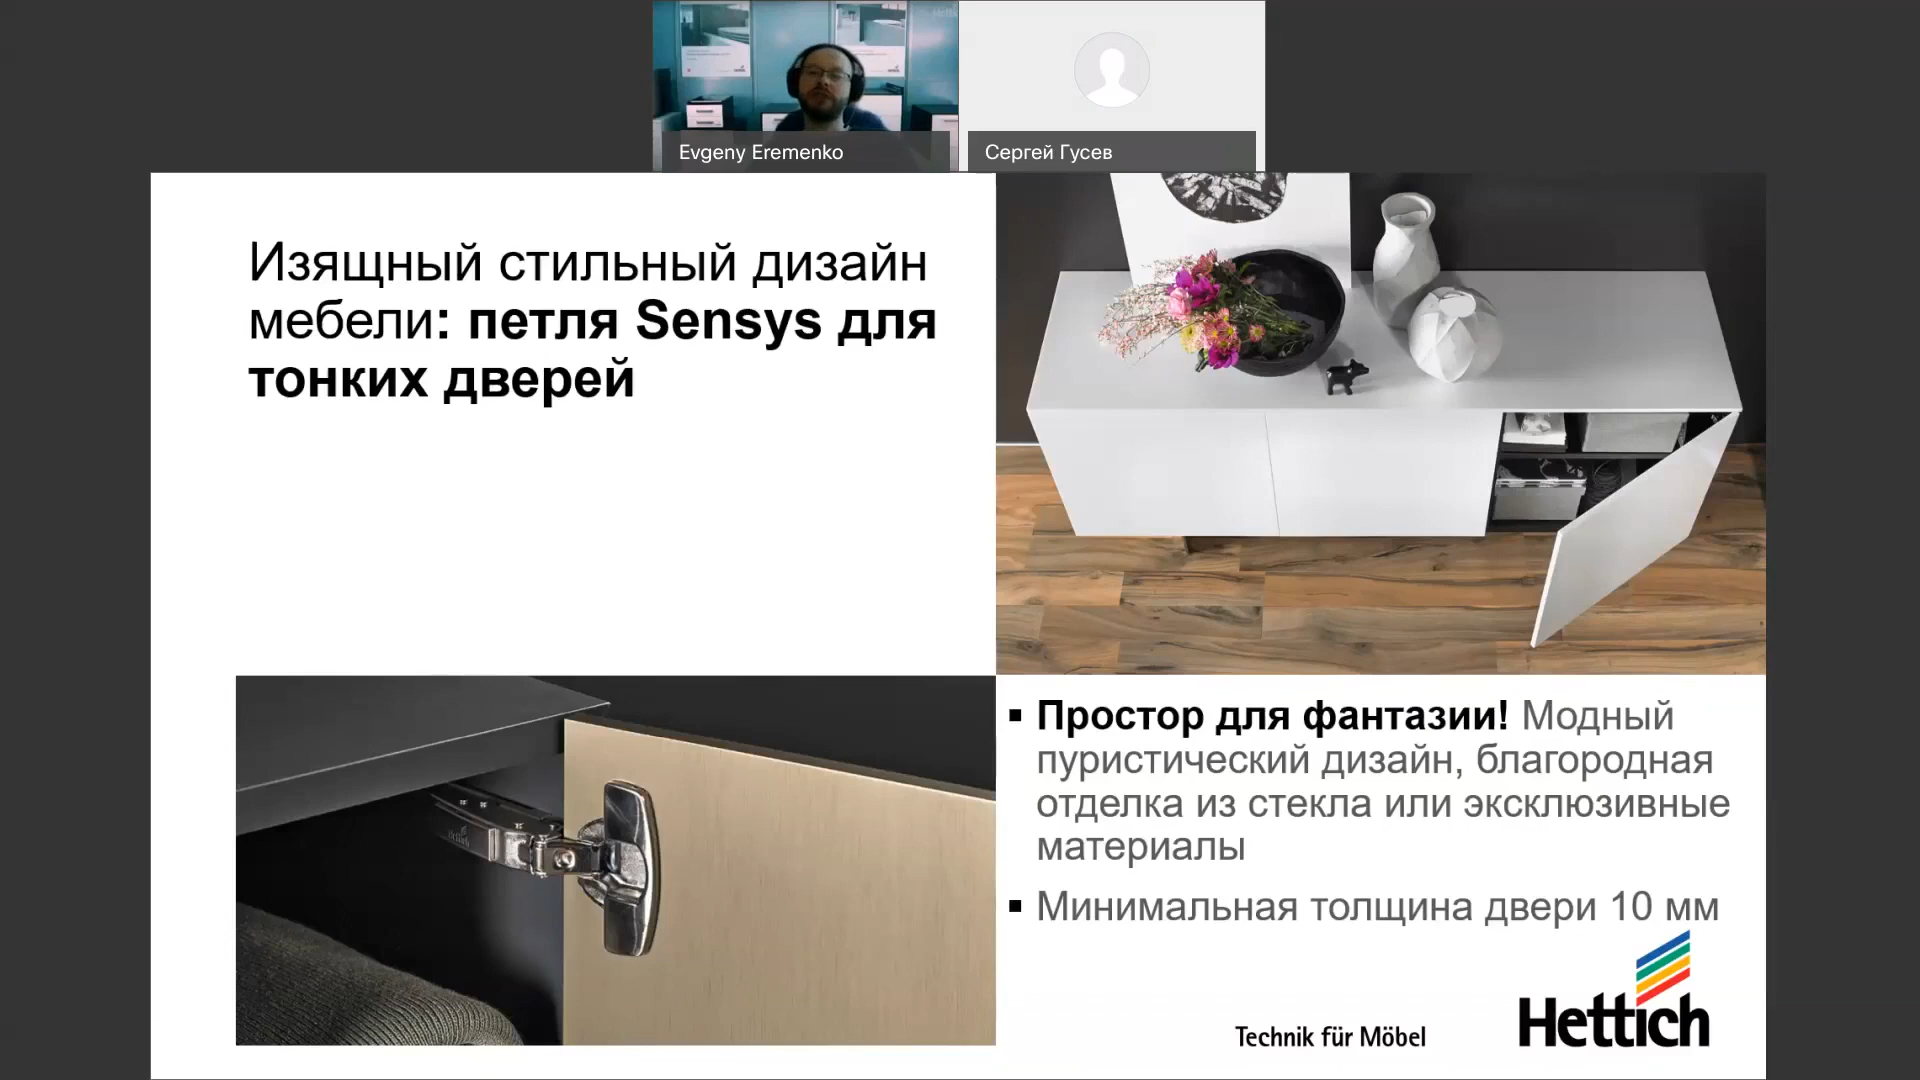 Evgeny Eremenko
Сергей Гусев
Изящный стильный дизайн
мебели: петля Sensys для
тонких дверей
▪ Простор для фантазии! Модный
пуристический дизайн, благородная
отделка из стекла или эксклюзивные
материалы
▪ Минимальная толщина двери 10 мм
Technik für Möbel
Hettich